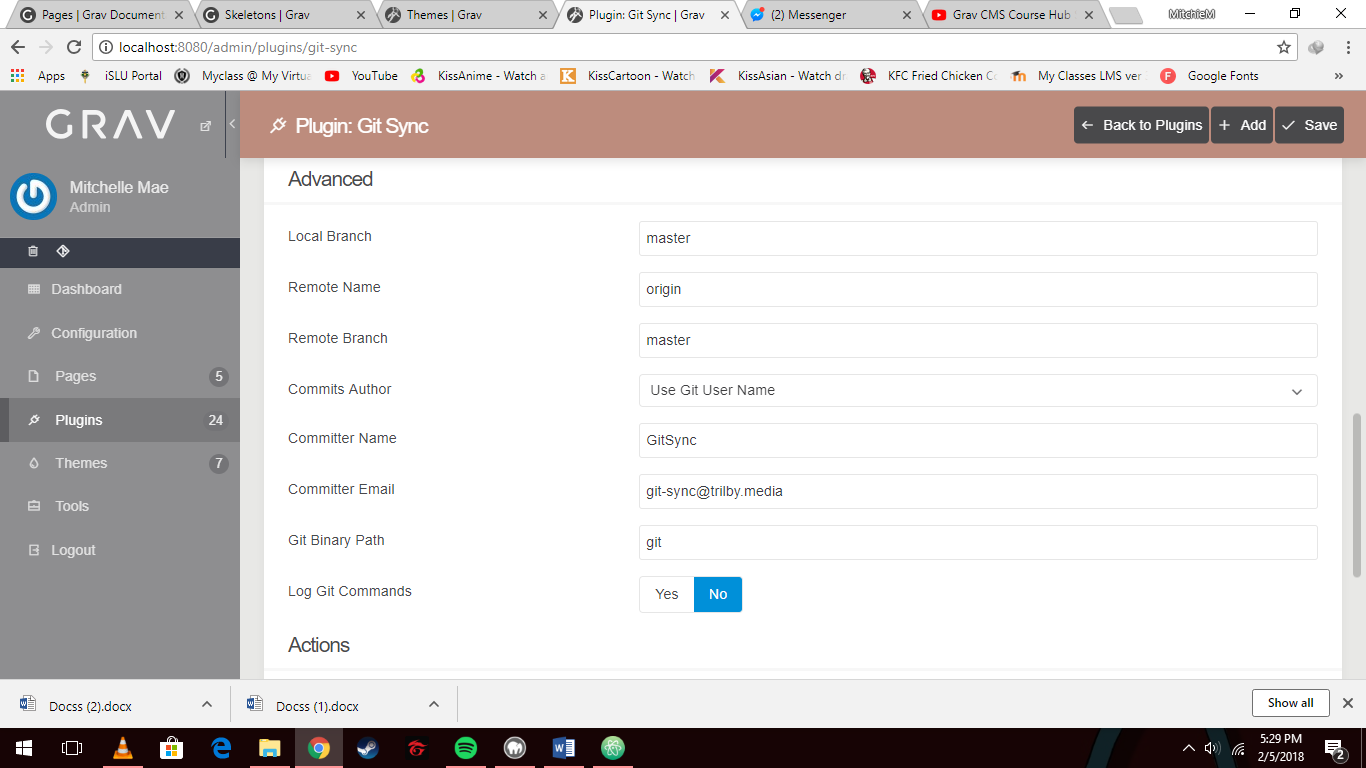 Pages | Grav Document
Skeletons | Grav
Themes | Grav
Plugin: Git Sync | Grav
(2) Messenger
Grav CMS Course Hub
MitchieM
localhost:8080/admin/plugins/git-sync
Apps
iSLU Portal
Myclass @ My Virtua
YouTube
KissAnime - Watch a
KissCartoon - Watch
KissAsian - Watch dr
KFC Fried Chicken Co
My Classes LMS ver
Google Fonts
»
GRAV
Plugin: Git Sync
Back to Plugins
Add
Save
Mitchelle Mae
Admin
Dashboard
Configuration
Pages 5
Plugins 24
Themes 7
Tools
Logout
Advanced
Local Branch master
Remote Name origin
Remote Branch master
Commits Author Use Git User Name
Committer Name GitSync
Committer Email git-sync@trilby.media
Git Binary Path git
Log Git Commands Yes No
Actions
Docss (2).docx
Docss (1).docx
Show all
5:29 PM
2/5/2018
2